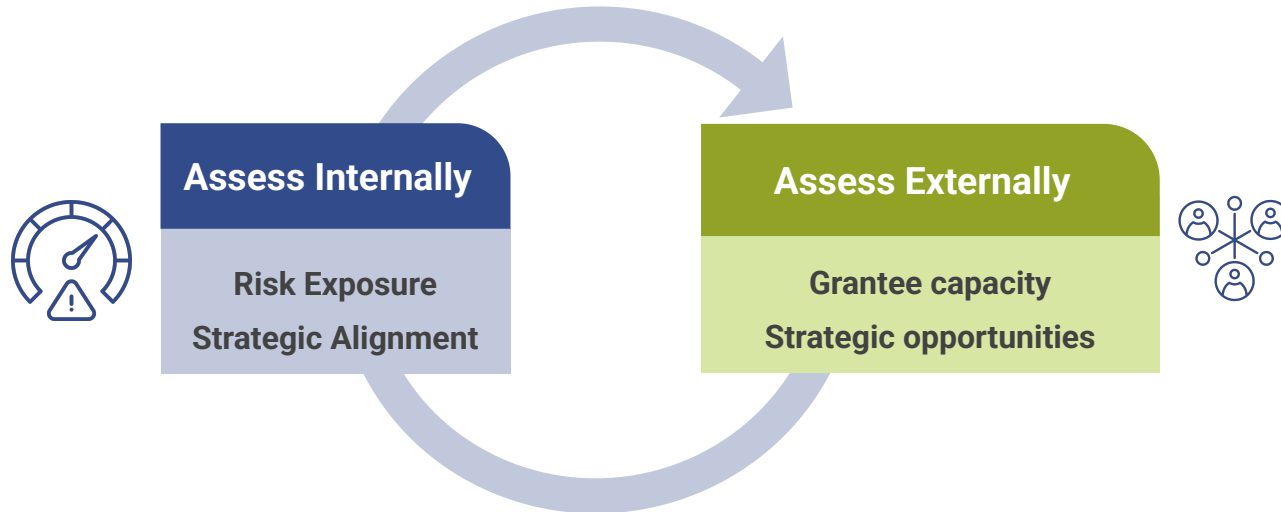 Assess Internally
Risk Exposure
Strategic Alignment
Assess Externally
Grantee capacity
Strategic opportunities